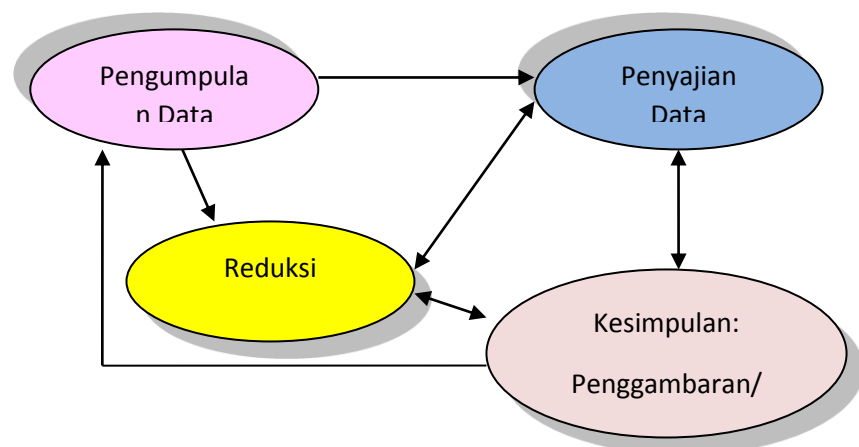 Pengumpula
n Data
Penyajian
Data
Reduksi
Kesimpulan:
Penggambaran/